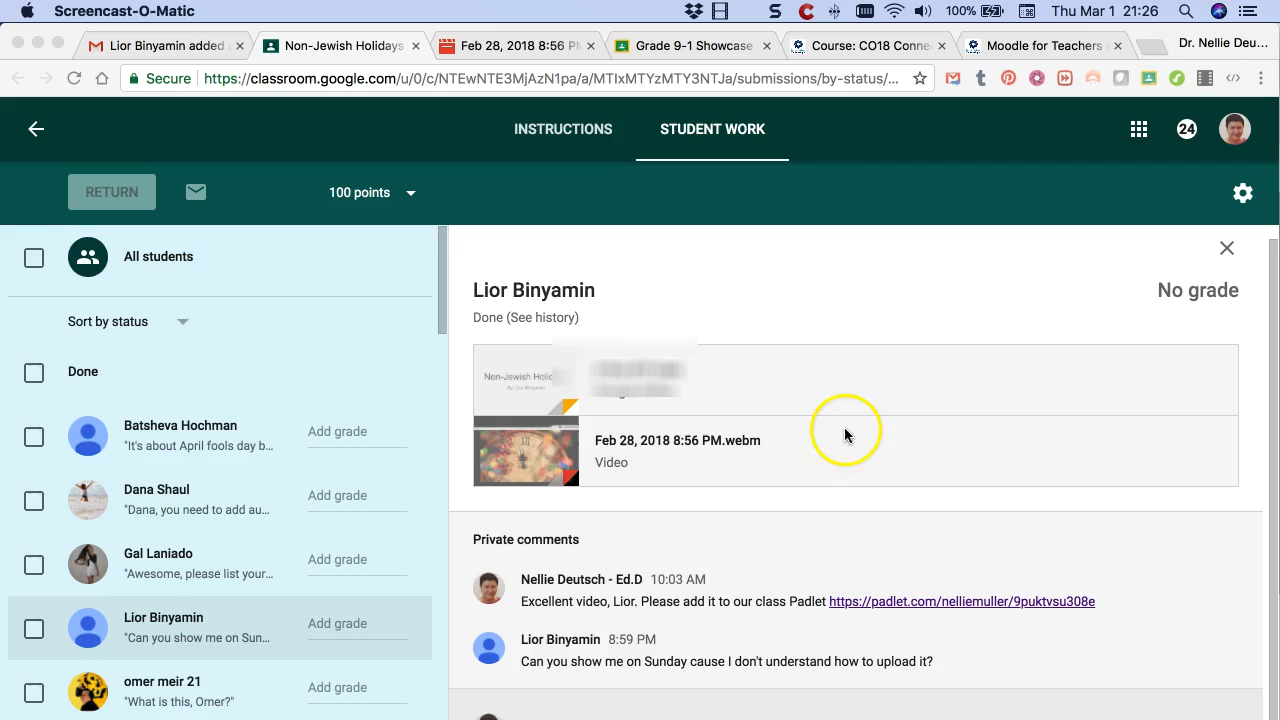 Screencast-O-Matic
100%
Thu Mar 1 21:26
Lior Binyamin added
Non-Jewish Holidays
Feb 28, 2018 8:56 P
Grade 9-1 Showcase
Course: CO18 Conne
Moodle for Teachers
Dr. Nellie Deu...
Secure
https://classroom.google.com/u/0/c/NTEwNTE3MjAzN1pa/a/MTIxMTYzMTY3NTJa/submissions/by-status/...
INSTRUCTIONS
STUDENT WORK
24
RETURN
100 points
All students
Sort by status
Done
Batsheva Hochman
"It's about April fools day b...
Add grade
Dana Shaul
"Dana, you need to add au...
Add grade
Gal Laniado
"Awesome, please list your...
Add grade
Lior Binyamin
"Can you show me on Sun...
Add grade
omer meir 21
"What is this, Omer?"
Add grade
Lior Binyamin
No grade
Done (See history)
Non-Jewish
By: Lior Binyamin
Feb 28, 2018 8:56 PM.webm
Video
Private comments
Nellie Deutsch - Ed.D 10:03 AM
Excellent video, Lior. Please add it to our class Padlet https://padlet.com/nelliemuller/9puktvsu308e
Lior Binyamin 8:59 PM
Can you show me on Sunday cause I don't understand how to upload it?